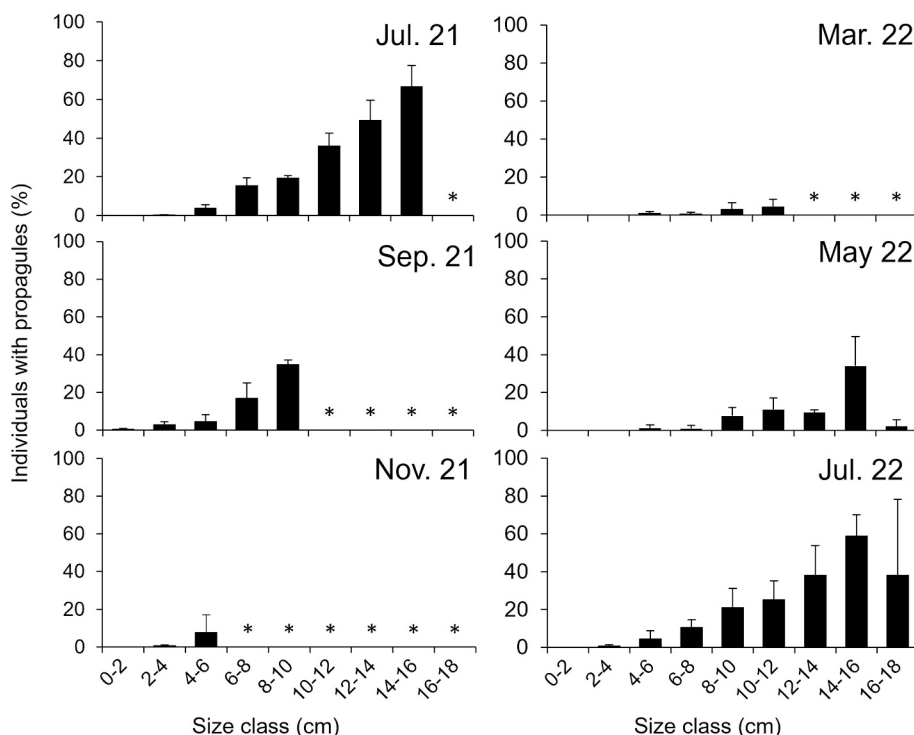 Individuals with propagules (%)
100
80
60
40
20
0
Jul. 21
*
100
80
60
40
20
0
Mar. 22
* * *
100
80
60
40
20
0
Sep. 21
* * * *
100
80
60
40
20
0
May 22
100
80
60
40
20
0
Nov. 21
* * * * *
0-2 2-4 4-6 6-8 8-10 10-12 12-14 14-16 16-18
Size class (cm)
100
80
60
40
20
0
Jul. 22
0-2 2-4 4-6 6-8 8-10 10-12 12-14 14-16 16-18
Size class (cm)